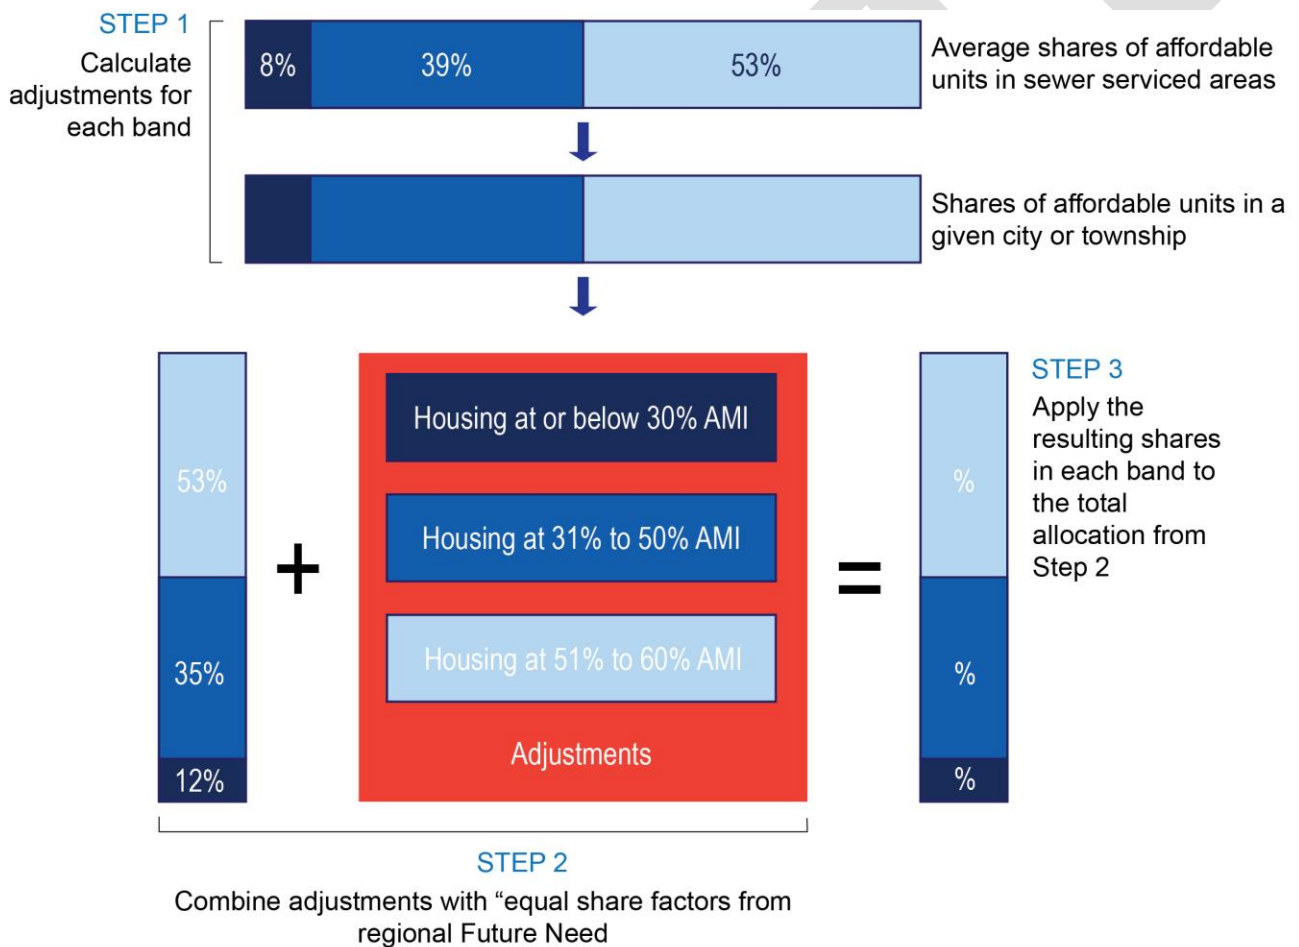 STEP 1
Calculate
adjustments for
each band
8%
39%
53%
Average shares of affordable
units in sewer serviced areas
Shares of affordable units in a
given city or township
53%
35%
12%
+
Housing at or below 30% AMI
Housing at 31% to 50% AMI
Housing at 51% to 60% AMI
Adjustments
=
%
%
%
STEP 3
Apply the
resulting shares
in each band to
the total
allocation from
Step 2
STEP 2
Combine adjustments with “equal share factors from
regional Future Need